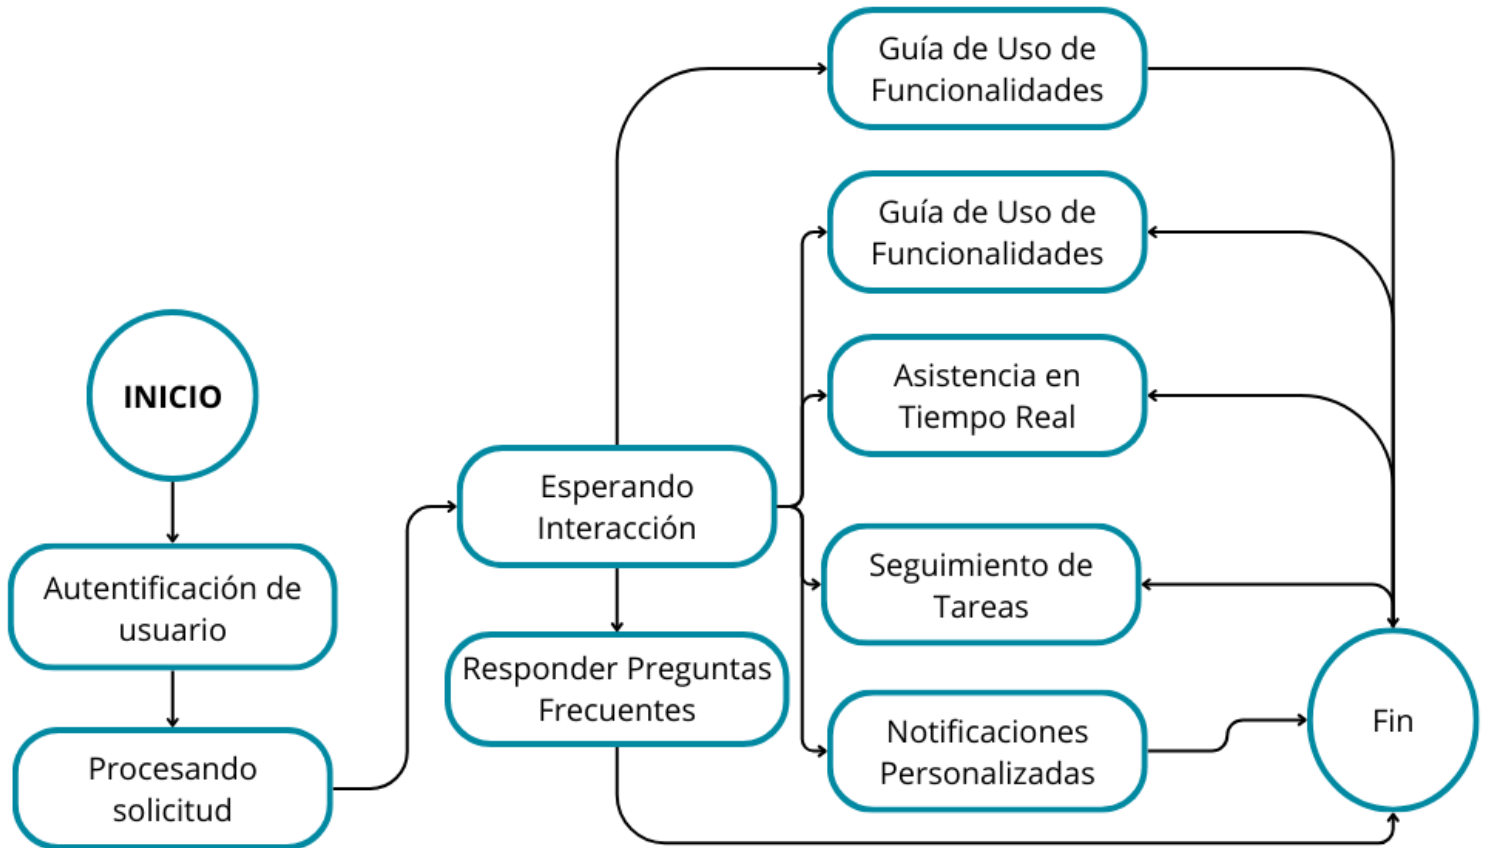 INICIO
Autentificación de
usuario
Procesando
solicitud
Esperando
Interacción
Responder Preguntas
Frecuentes
Guía de Uso de
Funcionalidades
Guía de Uso de
Funcionalidades
Asistencia en
Tiempo Real
Seguimiento de
Tareas
Notificaciones
Personalizadas
Fin